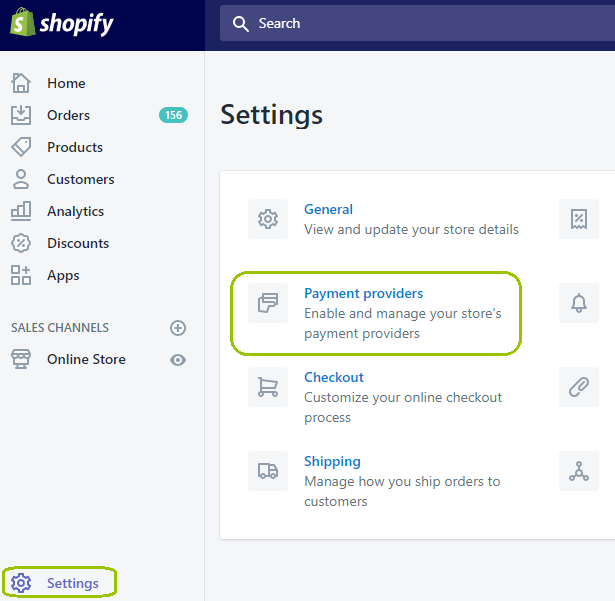 shopify
Search
Home
Orders 156
Products
Customers
Analytics
Discounts
Apps
SALES CHANNELS
Online Store
Settings
Settings
General
View and update your store details
Payment providers
Enable and manage your store's
payment providers
Checkout
Customize your online checkout
process
Shipping
Manage how you ship orders to
customers